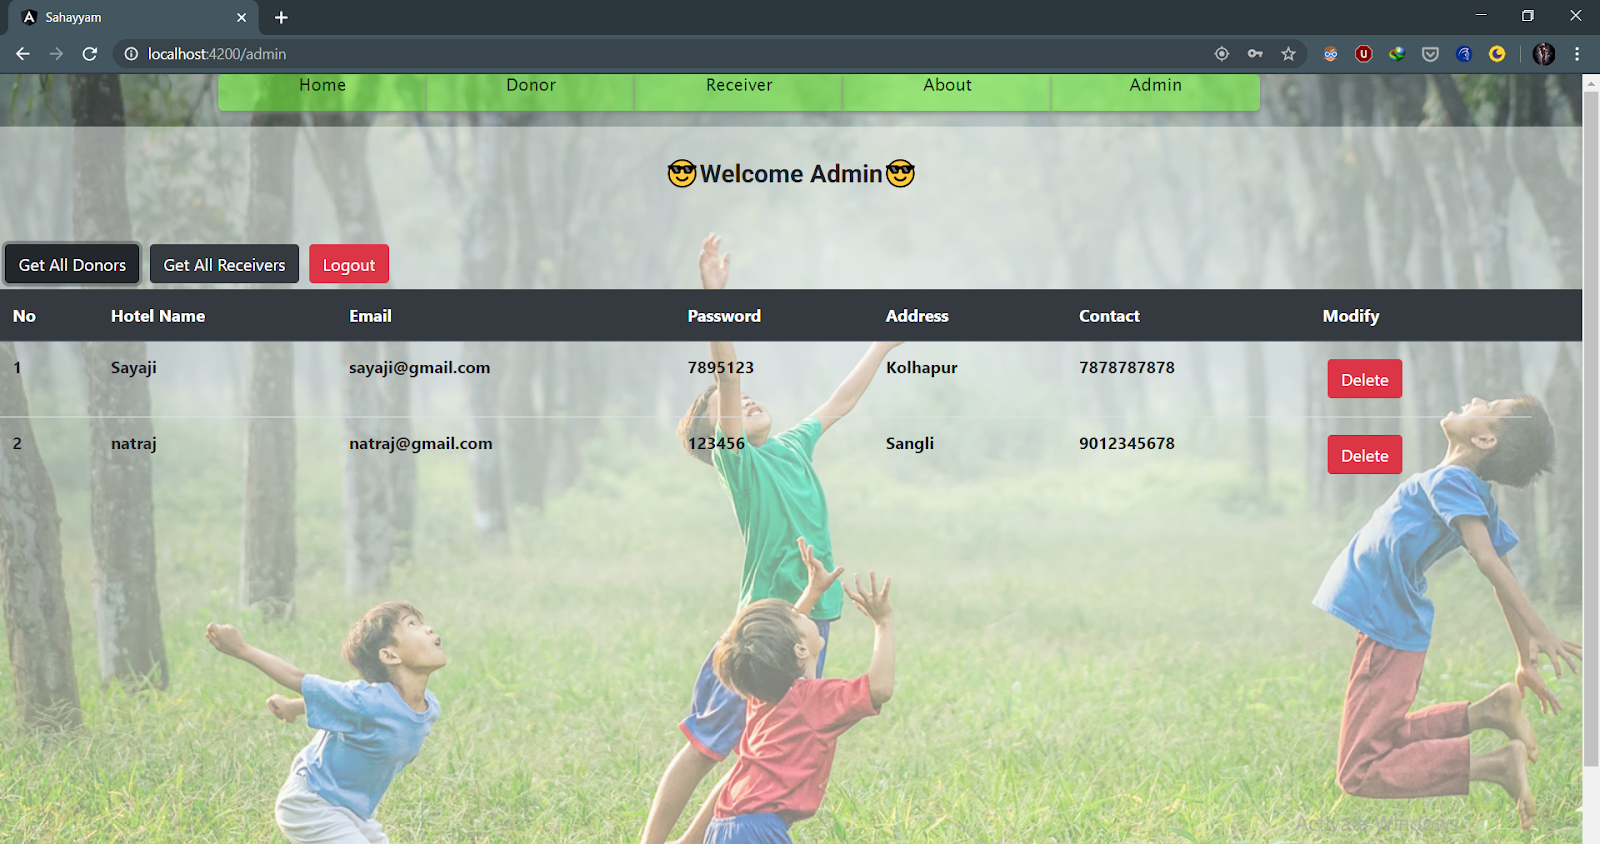 Sahayyam
localhost:4200/admin
Home Donor Receiver About Admin
😎Welcome Admin😎
Get All Donors Get All Receivers Logout
No Hotel Name Email Password Address Contact Modify
1 Sayaji sayaji@gmail.com 7895123 Kolhapur 7878787878 Delete
2 natraj natraj@gmail.com 123456 Sangli 9012345678 Delete
Activate Windows